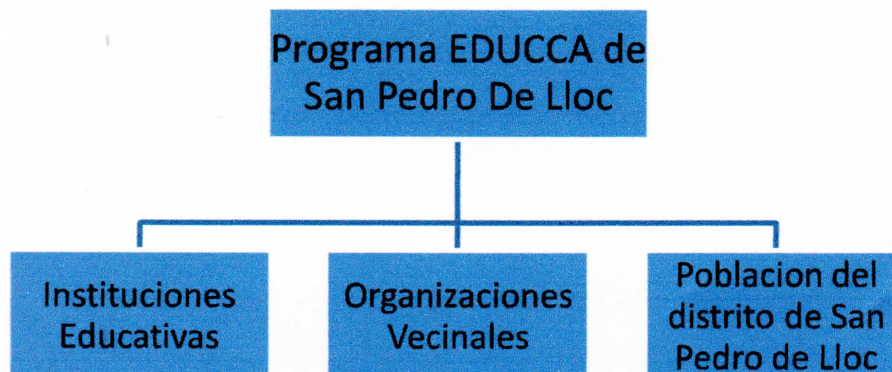 Programa EDUCCA de
San Pedro De Lloc
Instituciones
Educativas
Organizaciones
Vecinales
Poblacion del
distrito de San
Pedro de Lloc